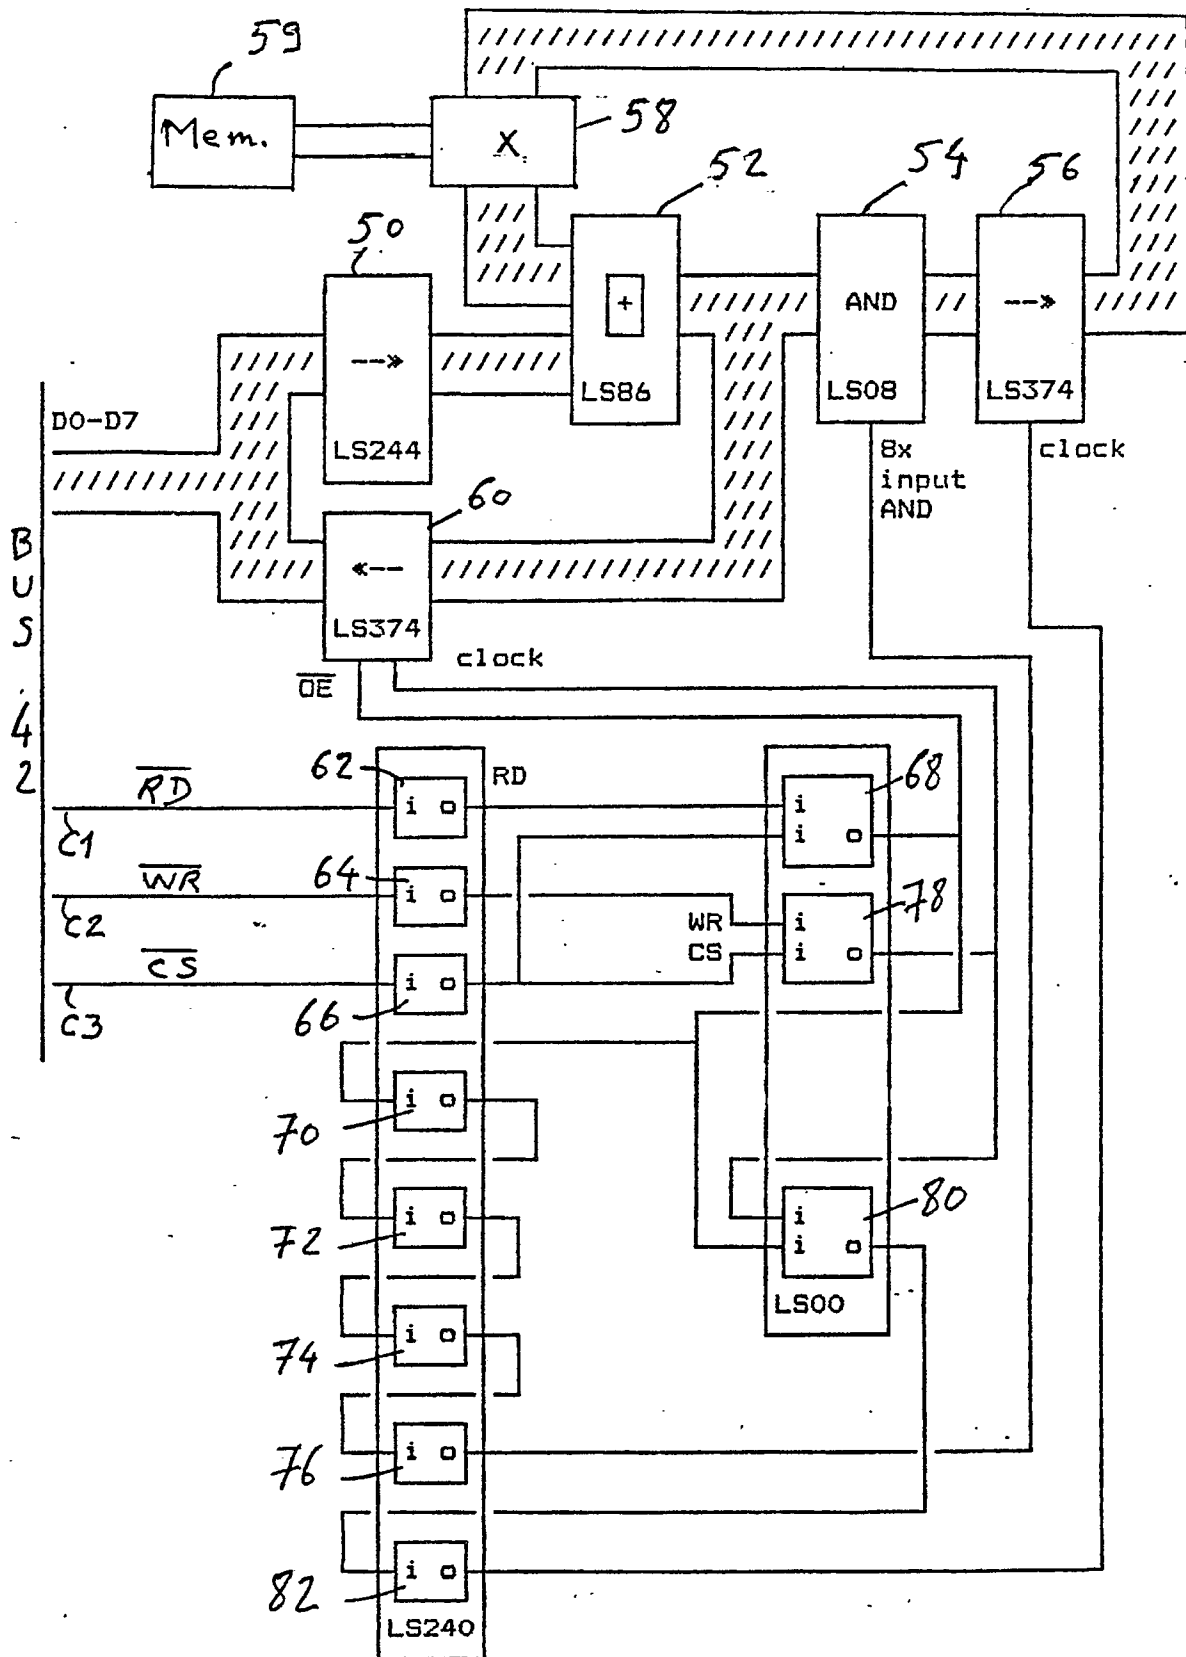 59
Mem.
X
58
52
54
56
50
+
AND
-->>
-->>
LS86
LS08
LS374
D0-D7
LS244
8x
input
AND
clock
60
<<--
LS374
clock
OE
BUS 42
RD
C1
62
i o
RD
i
i o
68
WR
C2
64
i o
WR
CS
i
i o
78
CS
C3
66
i o
70
i o
72
i o
i
i o
80
LS00
74
i o
76
i o
82
i o
LS240